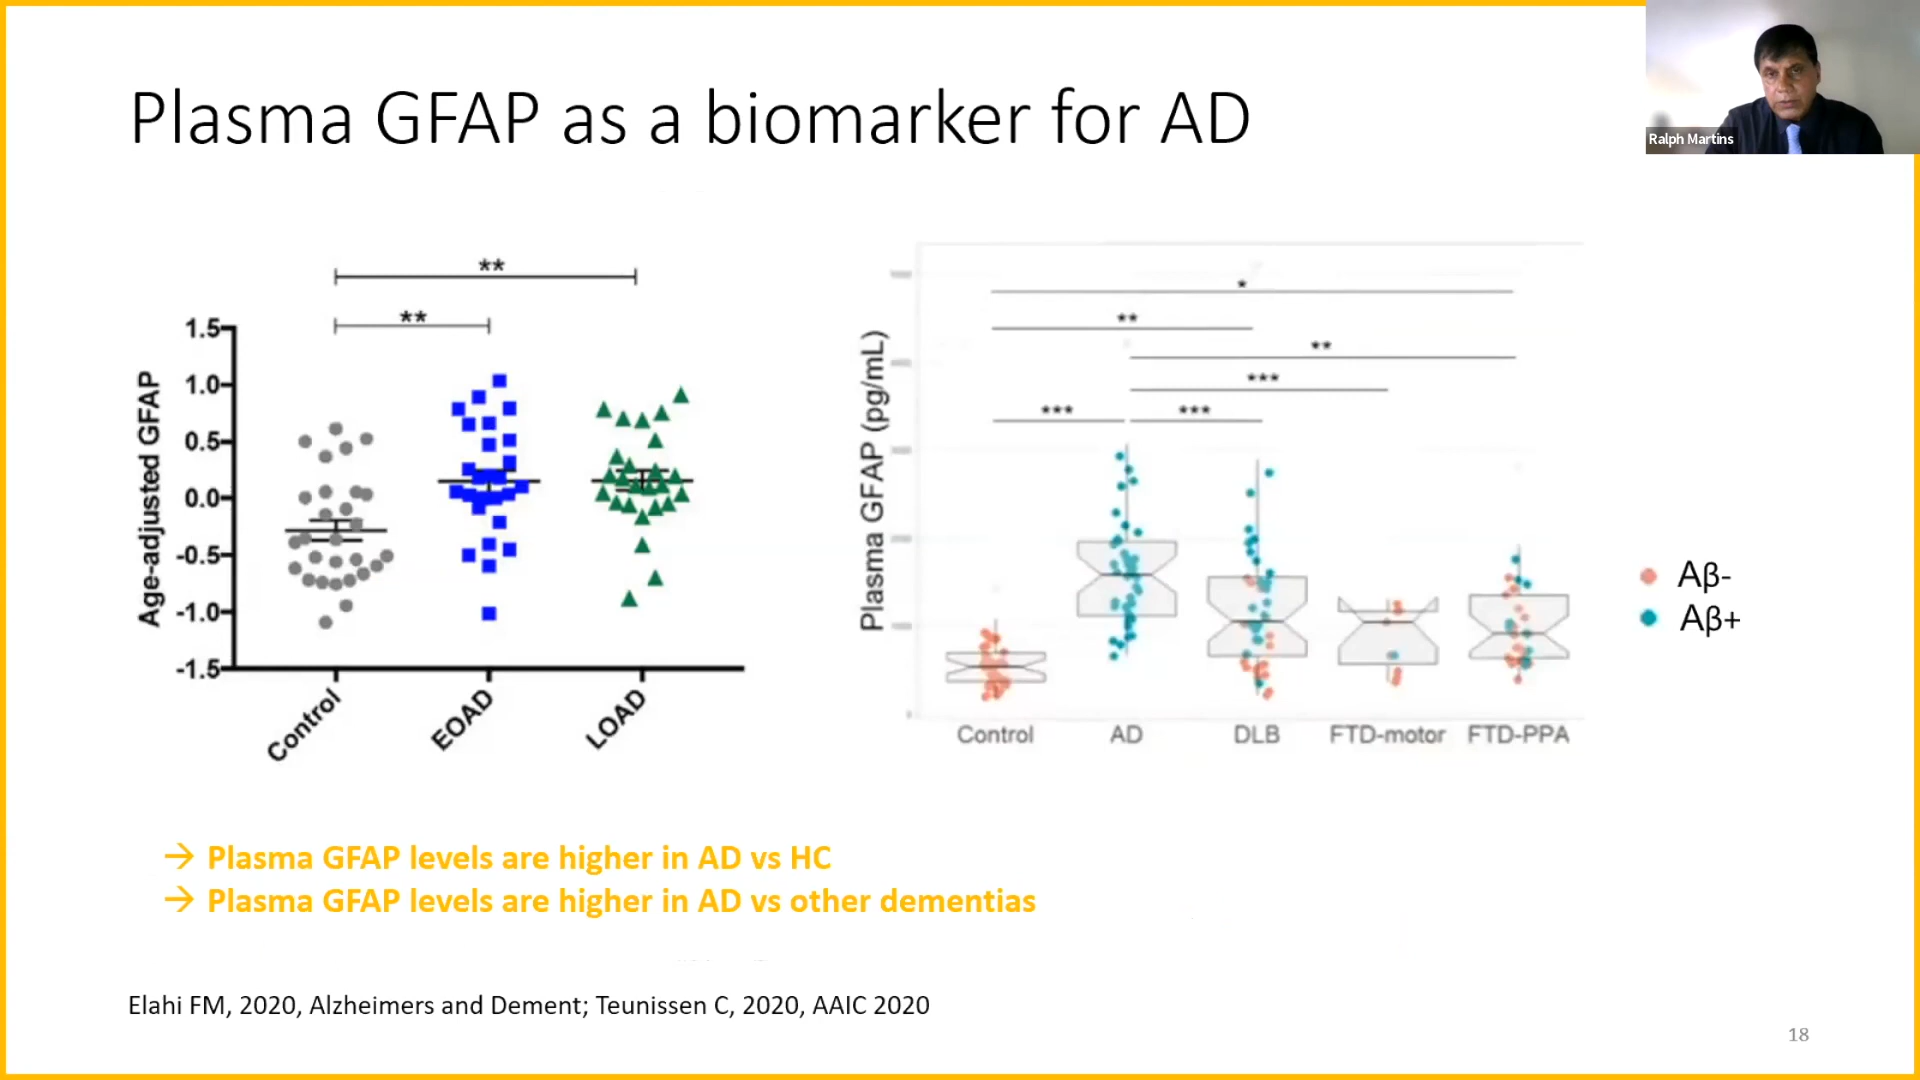 Plasma GFAP as a biomarker for AD
Ralph Martins
**
**
Age-adjusted GFAP
1.5
1.0
0.5
0.0
-0.5
-1.0
-1.5
Control
EOAD
LOAD
Plasma GFAP (pg/mL)
*
**
**
***
***
***
Control
AD
DLB
FTD-motor
FTD-PPA
Aβ-
Aβ+
→ Plasma GFAP levels are higher in AD vs HC
→ Plasma GFAP levels are higher in AD vs other dementias
Elahi FM, 2020, Alzheimers and Dement; Teunissen C, 2020, AAIC 2020
18